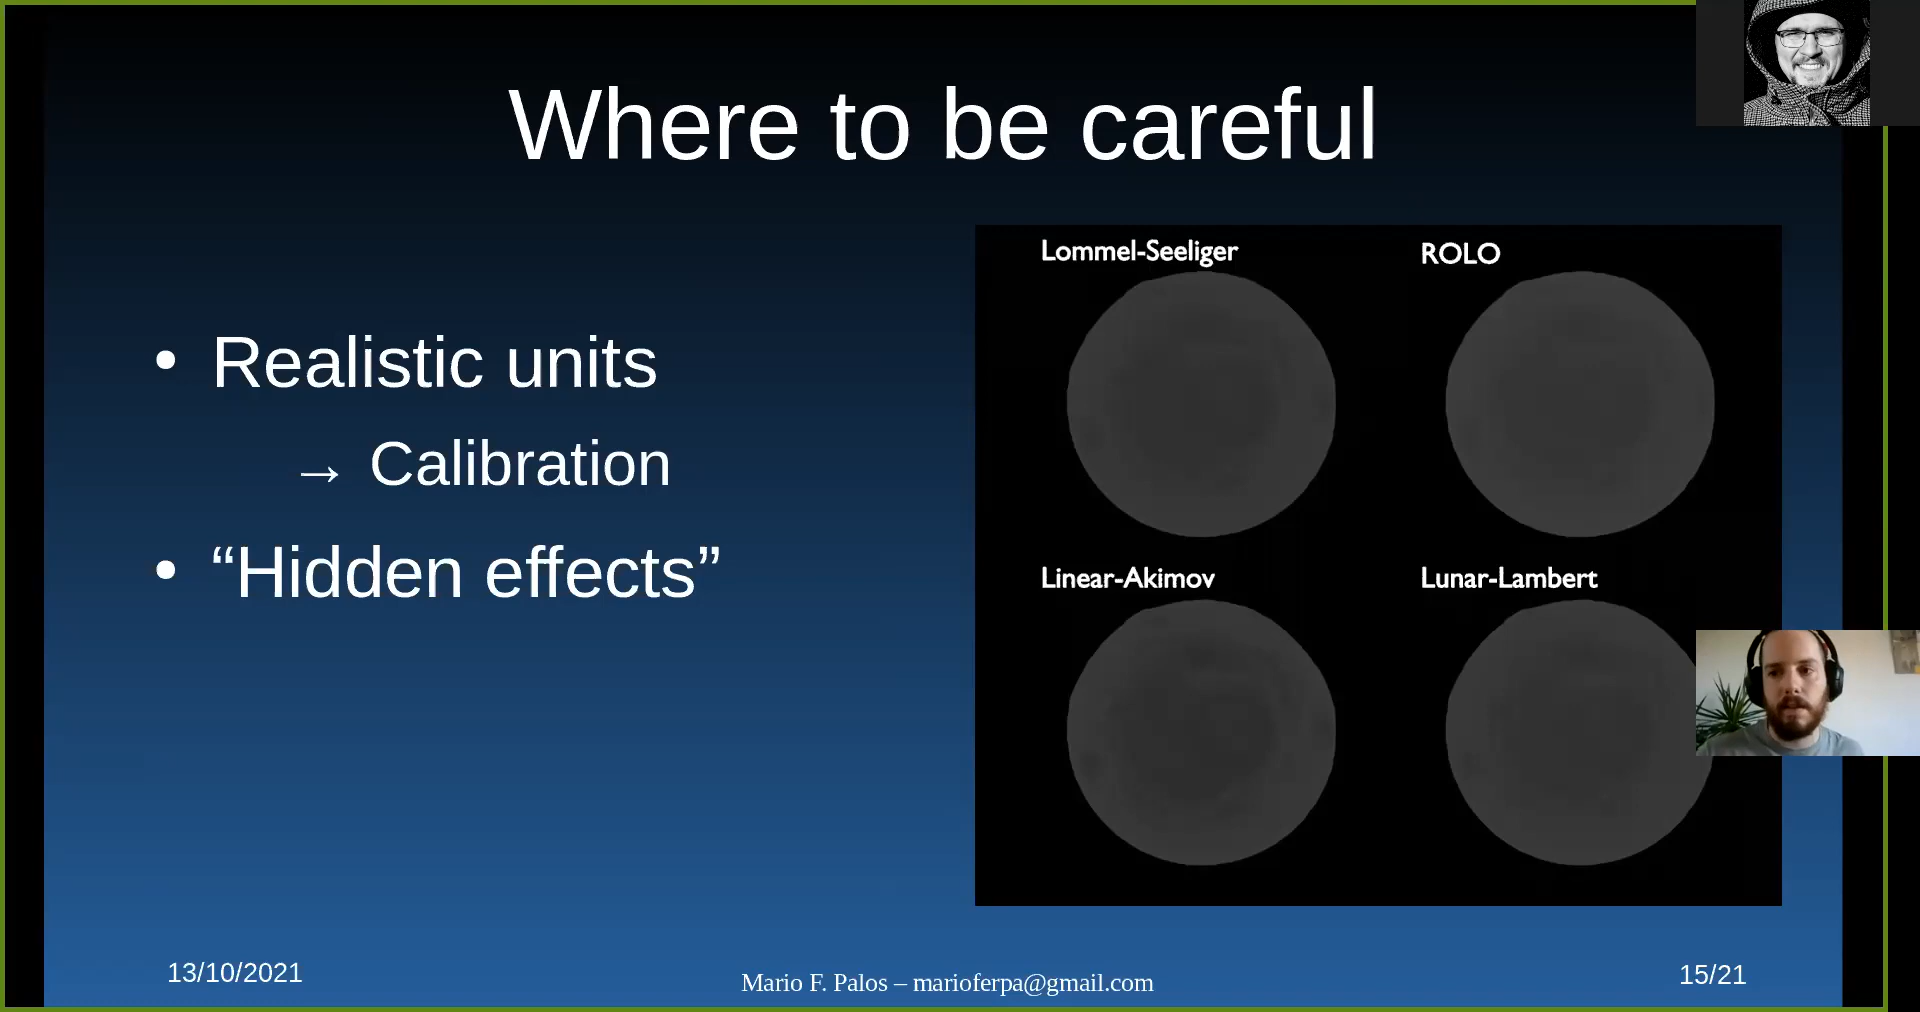 Where to be careful
• Realistic units
→ Calibration
• “Hidden effects”
Lommel-Seeliger
ROLO
Linear-Akimov
Lunar-Lambert
13/10/2021
Mario F. Palos – marioferpa@gmail.com
15/21